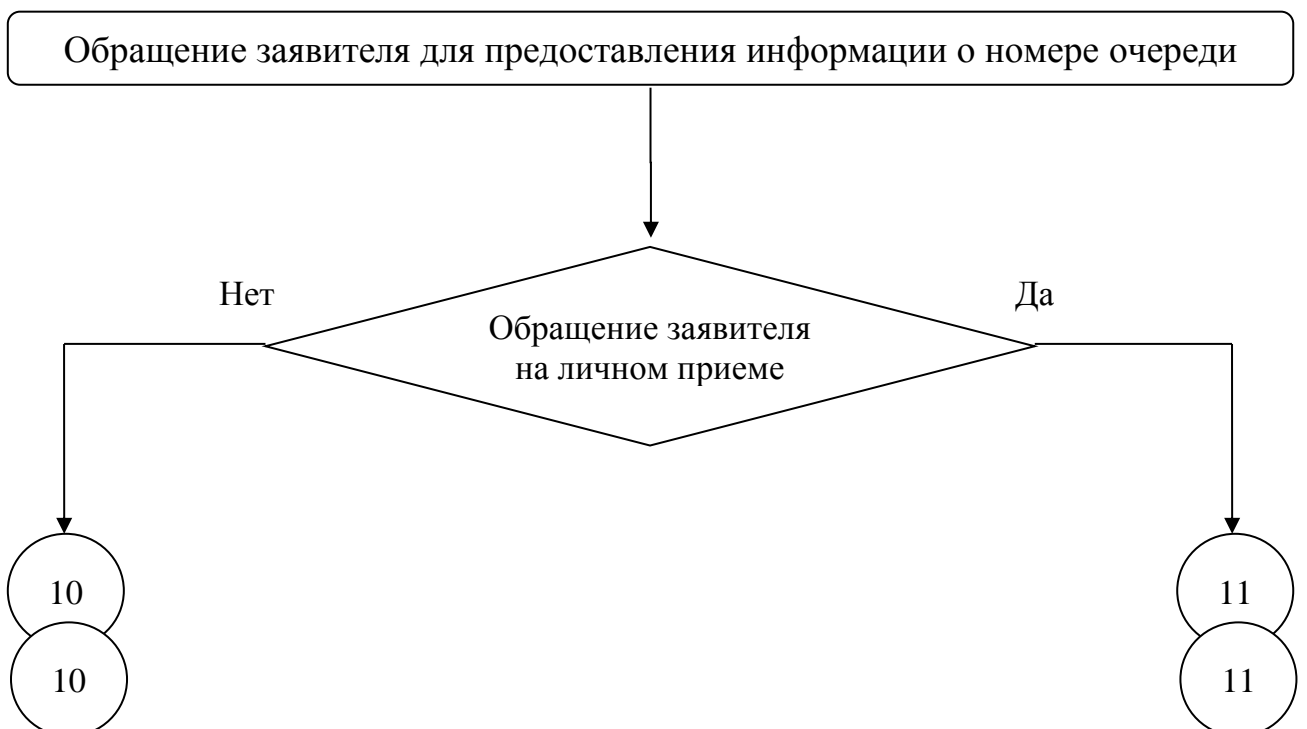 Обращение заявителя для предоставления информации о номере очереди
Нет
Да
Обращение заявителя
на личном приеме
10
11
10
11